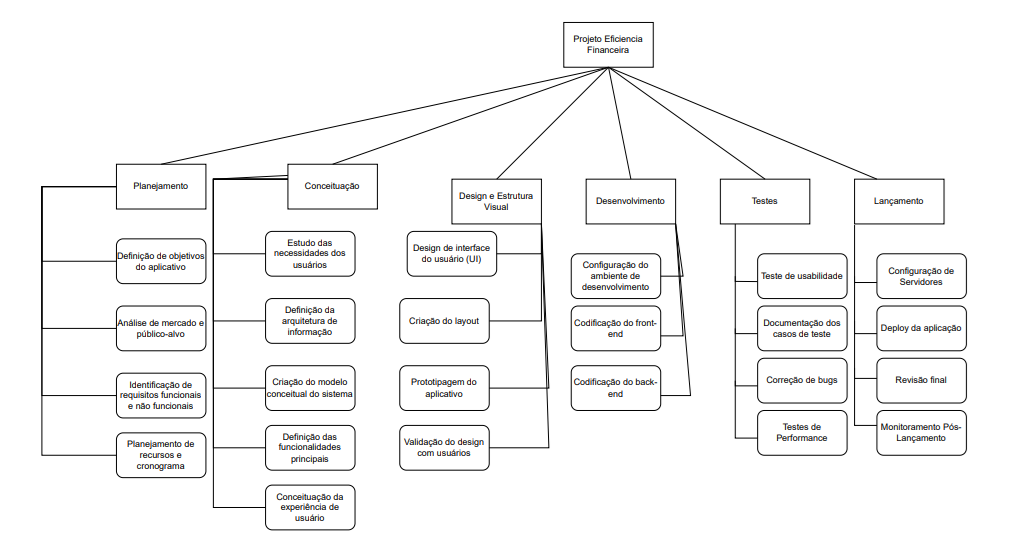 Projeto Eficiencia
Financeira
Planejamento
Definição de objetivos
do aplicativo
Análise de mercado e
público-alvo
Identificação de
requisitos funcionais
e não funcionais
Planejamento de
recursos e
cronograma
Conceituação
Estudo das
necessidades dos
usuários
Definição da
arquitetura de
informação
Criação do modelo
conceitual do sistema
Definição das
funcionalidades
principais
Conceituação da
experiência de
usuário
Design e Estrutura
Visual
Design de interface
do usuário (UI)
Criação do layout
Prototipagem do
aplicativo
Validação do design
com usuários
Desenvolvimento
Configuração do
ambiente de
desenvolvimento
Codificação do front-
end
Codificação do back-
end
Testes
Teste de usabilidade
Documentação dos
casos de teste
Correção de bugs
Testes de
Performance
Lançamento
Configuração de
Servidores
Deploy da aplicação
Revisão final
Monitoramento Pós-
Lançamento